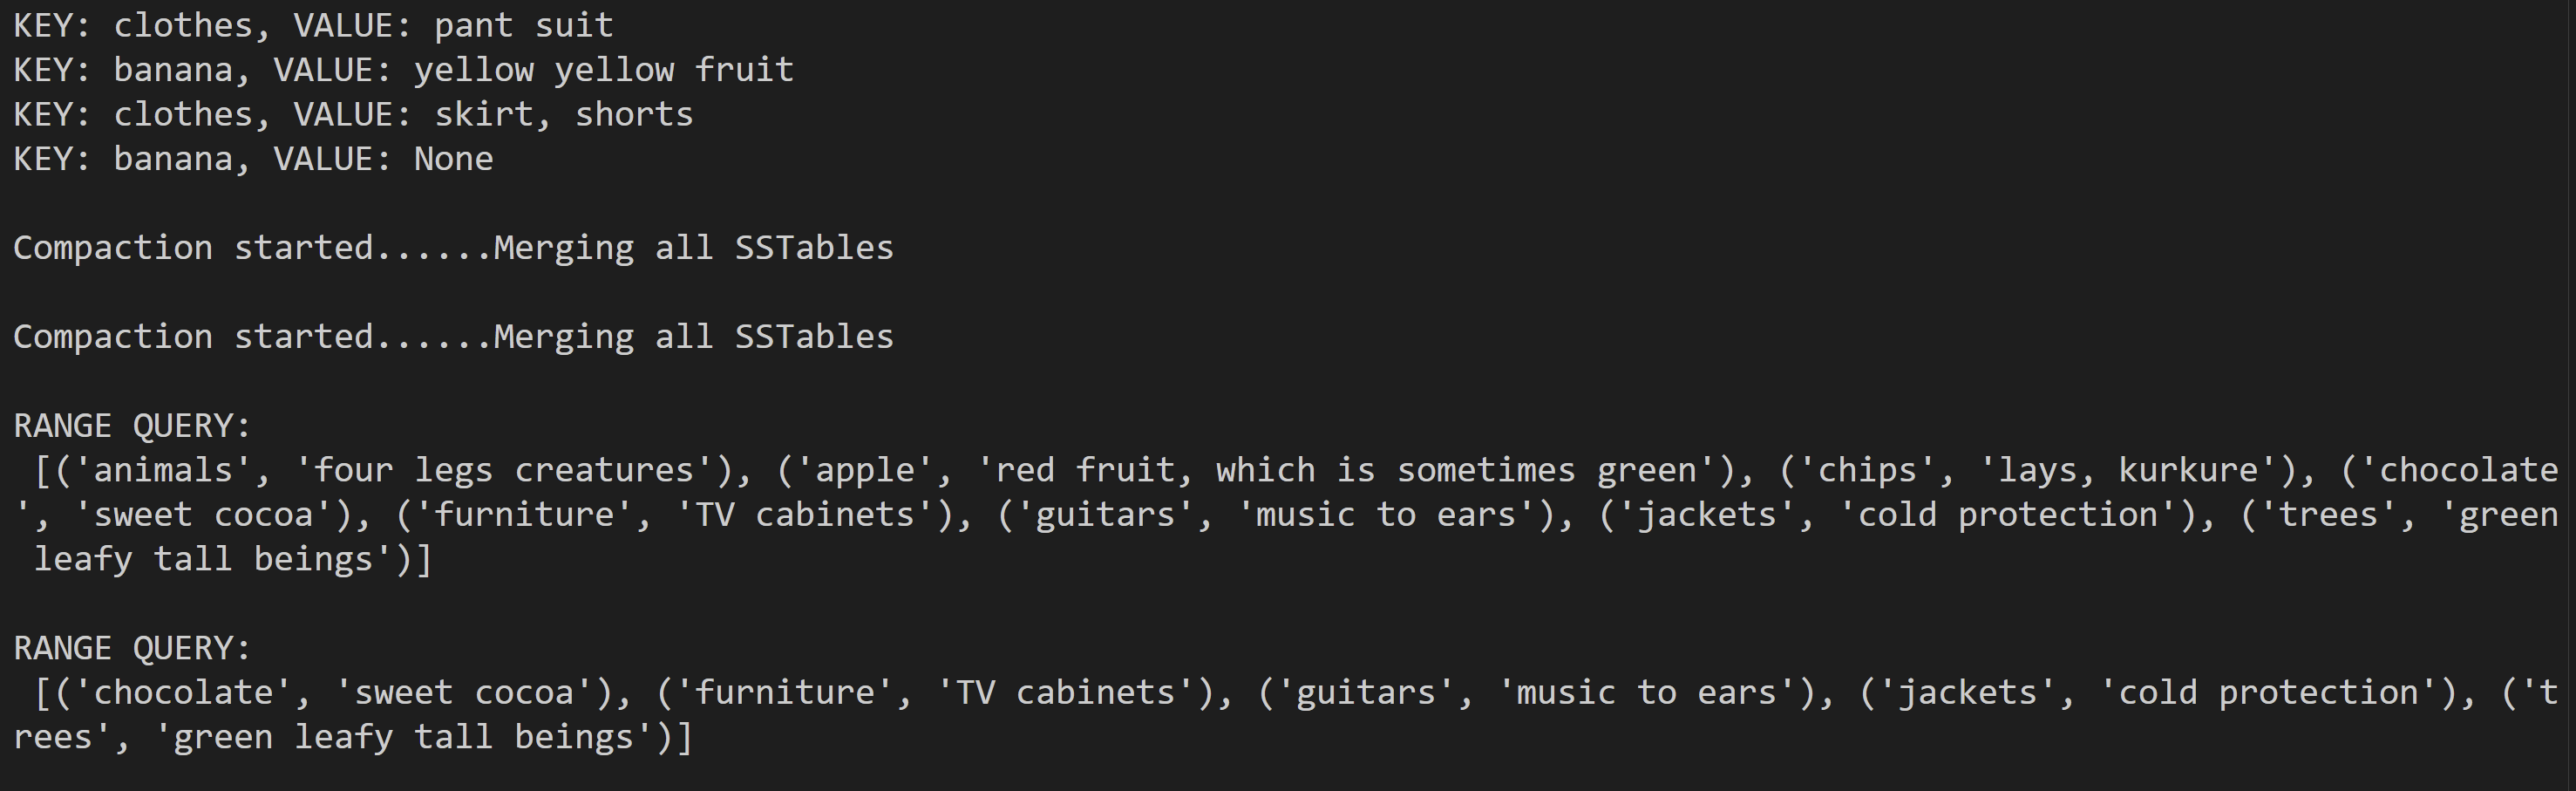 KEY: clothes, VALUE: pant suit
KEY: banana, VALUE: yellow yellow fruit
KEY: clothes, VALUE: skirt, shorts
KEY: banana, VALUE: None
Compaction started......Merging all SSTables
Compaction started......Merging all SSTables
RANGE QUERY:
 [('animals', 'four legs creatures'), ('apple', 'red fruit, which is sometimes green'), ('chips', 'lays, kurkure'), ('chocolate
', 'sweet cocoa'), ('furniture', 'TV cabinets'), ('guitars', 'music to ears'), ('jackets', 'cold protection'), ('trees', 'green
 leafy tall beings')]
RANGE QUERY:
 [('chocolate', 'sweet cocoa'), ('furniture', 'TV cabinets'), ('guitars', 'music to ears'), ('jackets', 'cold protection'), ('t
rees', 'green leafy tall beings')]